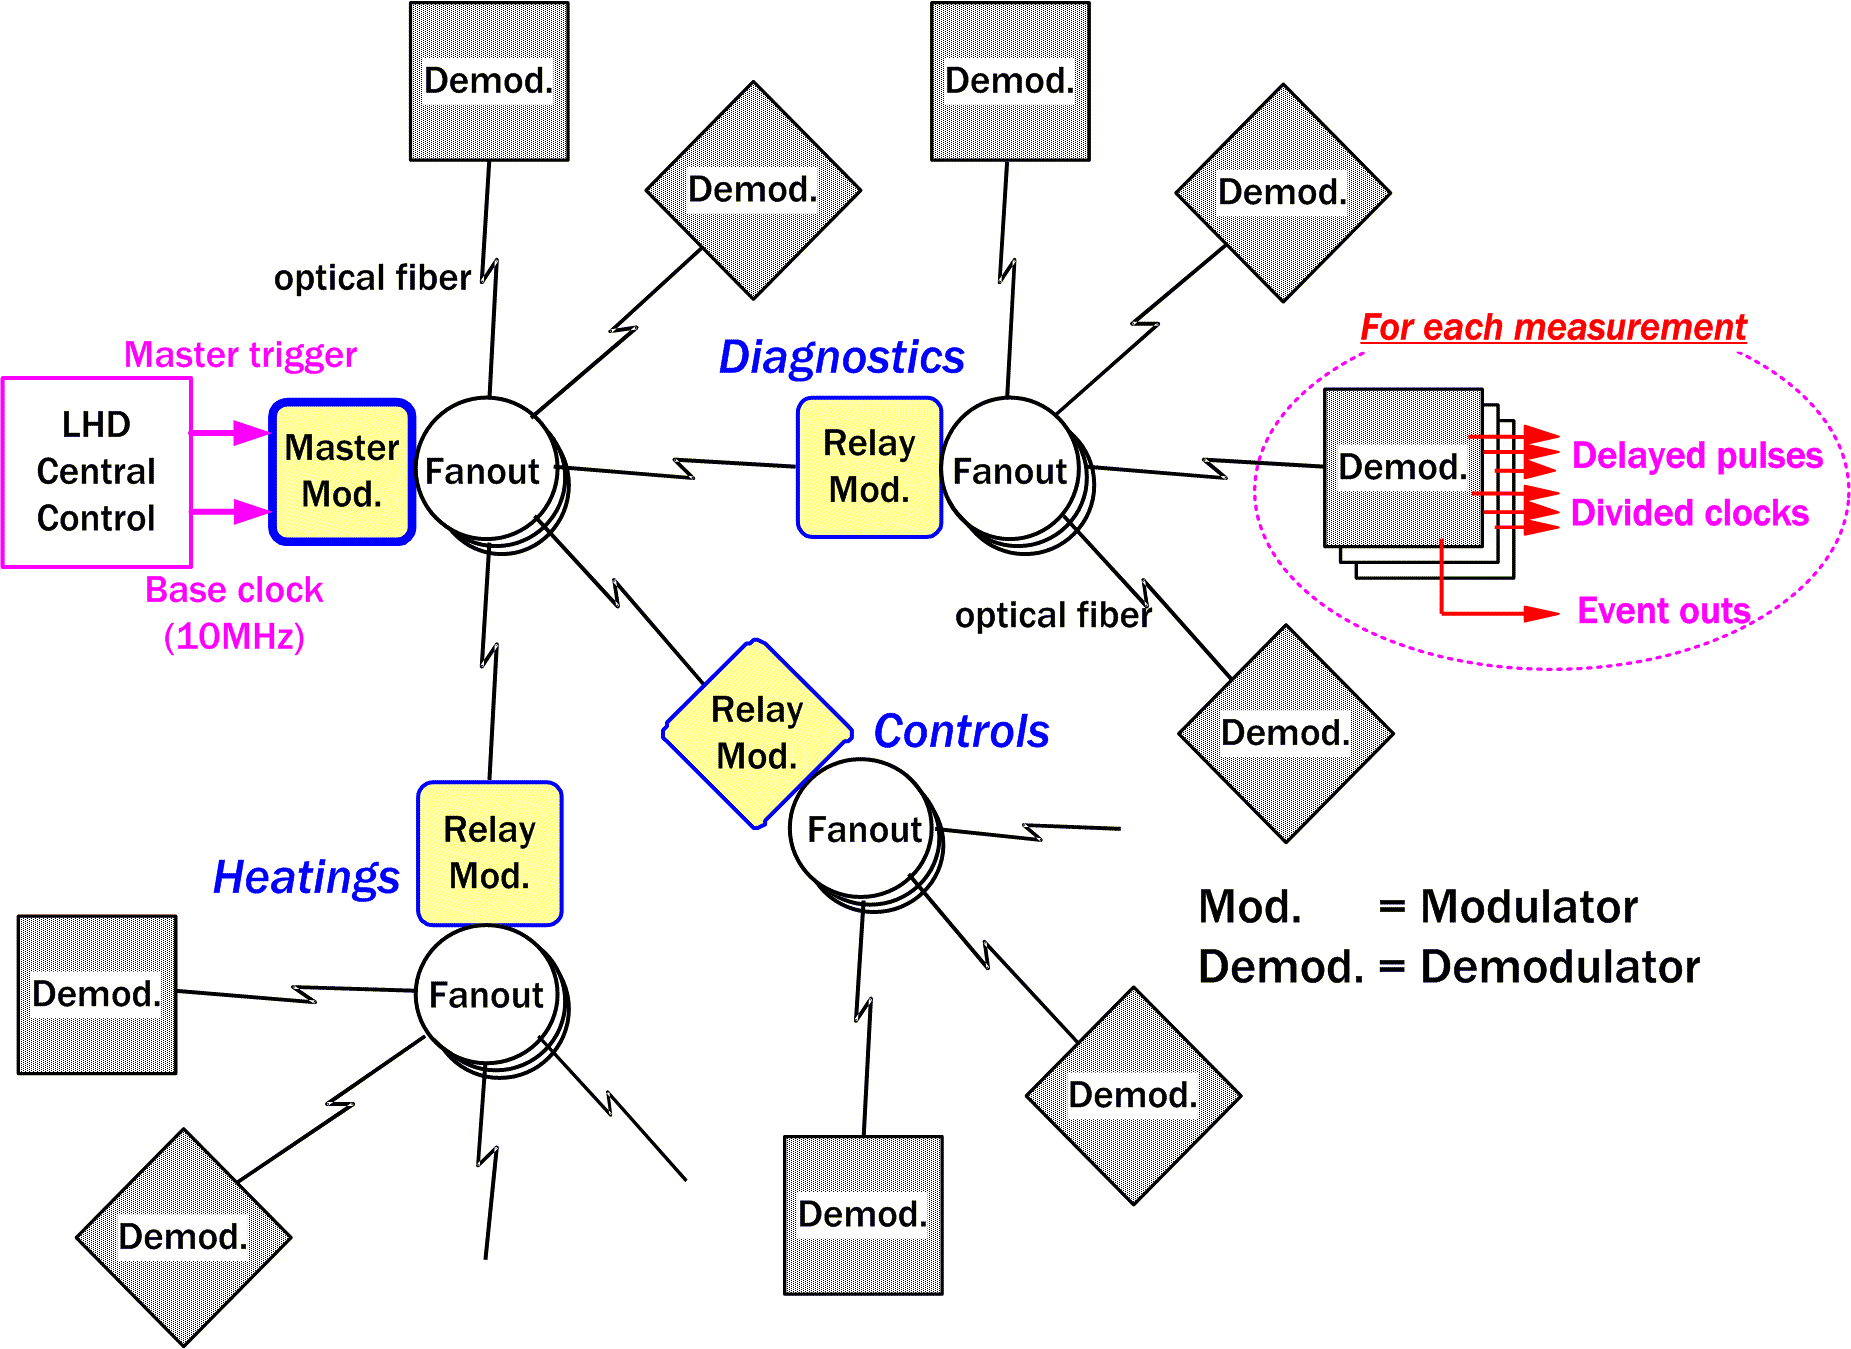 Demod.
Demod.
Demod.
Demod.
optical fiber
For each measurement
Master trigger
Diagnostics
LHD
Central
Control
Master
Mod.
Fanout
Relay
Mod.
Fanout
Demod.
Delayed pulses
Divided clocks
Event outs
Base clock
(10MHz)
optical fiber
Relay
Mod.
Controls
Demod.
Fanout
Relay
Mod.
Heatings
Mod. = Modulator
Demod. = Demodulator
Demod.
Fanout
Demod.
Demod.
Demod.